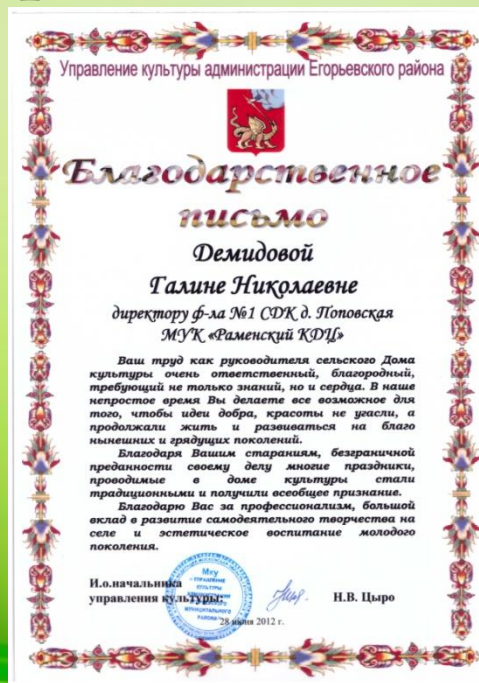 Управление культуры администрации Егорьевского района
Благодарственное
письмо
Демидовой
Галине Николаевне
директору ф-ла №1 СДК д. Поповская
МУК «Раменский КДЦ»
Ваш труд как руководителя сельского Дома
культуры очень ответственный, благородный,
требующий не только знаний, но и сердца. В наше
непростое время Вы делаете все возможное для
того, чтобы идеи добра, красоты не угасли, а
продолжали жить и развиваться на благо
нынешних и грядущих поколений.
Благодаря Вашим стараниям, безграничной
преданности своему делу многие праздники,
проводимые в доме культуры стали
традиционными и получили всеобщее признание.
Благодарю Вас за профессионализм, большой
вклад в развитие самодеятельного творчества на
селе и эстетическое воспитание молодого
поколения.
И.о.начальника
управления культуры:
Н.В. Цыро
28 июня 2012 г.
МКУ
УПРАВЛЕНИЕ
КУЛЬТУРЫ
МУНИЦИПАЛЬНОГО
РАЙОНА